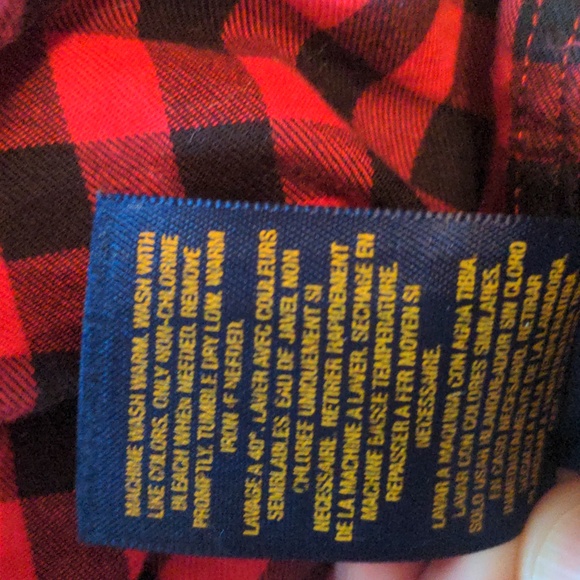 MACHINE WASH WARM, WASH WITH
LIKE COLORS, ONLY NON-CHLORINE
BLEACH WHEN NEEDED, REMOVE
PROMPTLY, TUMBLE DRY LOW, WARM
IRON IF NEEDED.
LAVAGE A 40°, LAVER AVEC COULEURS
SEMBLABLES, EAU DE JAVEL NON
CHLOREE UNIQUEMENT SI
NECESSAIRE, RETIRER RAPIDEMENT
DE LA MACHINE A LAVER, SECHAGE EN
MACHINE BASSE TEMPERATURE,
REPASSER A FER MOYEN SI
NECESSAIRE.
LAVAR A MAQUINA CON AGUA TIBIA
LAVAR CON COLORES SIMILARES,
SOLO USAR BLANQUEADOR SIN CLORO
EN CASO NECESARIO, RETIRAR
DE LA LAVADORA,